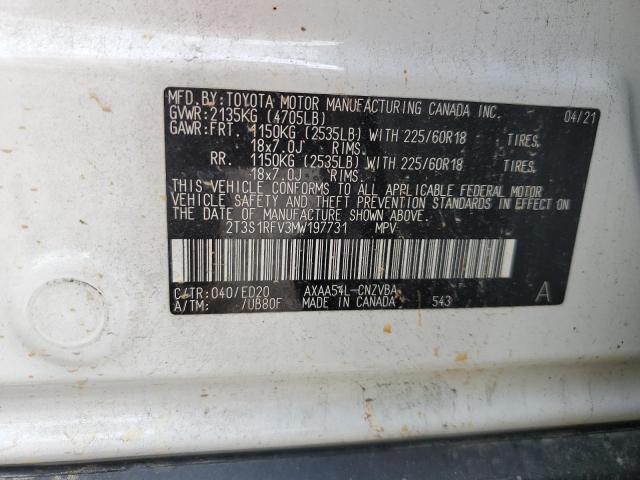 MFD.BY: TOYOTA MOTOR MANUFACTURING CANADA INC. 04/21
GVWR: 2135KG (4705LB)
GAWR: FRT. 1150KG (2535LB) WITH 225/60R18 TIRES,
18x7.0J RIMS,
RR. 1150KG (2535LB) WITH 225/60R18 TIRES,
18x7.0J RIMS,
THIS VEHICLE CONFORMS TO ALL APPLICABLE FEDERAL MOTOR
VEHICLE SAFETY AND THEFT PREVENTION STANDARDS IN EFFECT ON
THE DATE OF MANUFACTURE SHOWN ABOVE.
2T3S1RFV3MW197731 MPV
C/TR: 040/FD20 AXAA54L-CNZVBA A
A/TM: /UB80F MADE IN CANADA 543